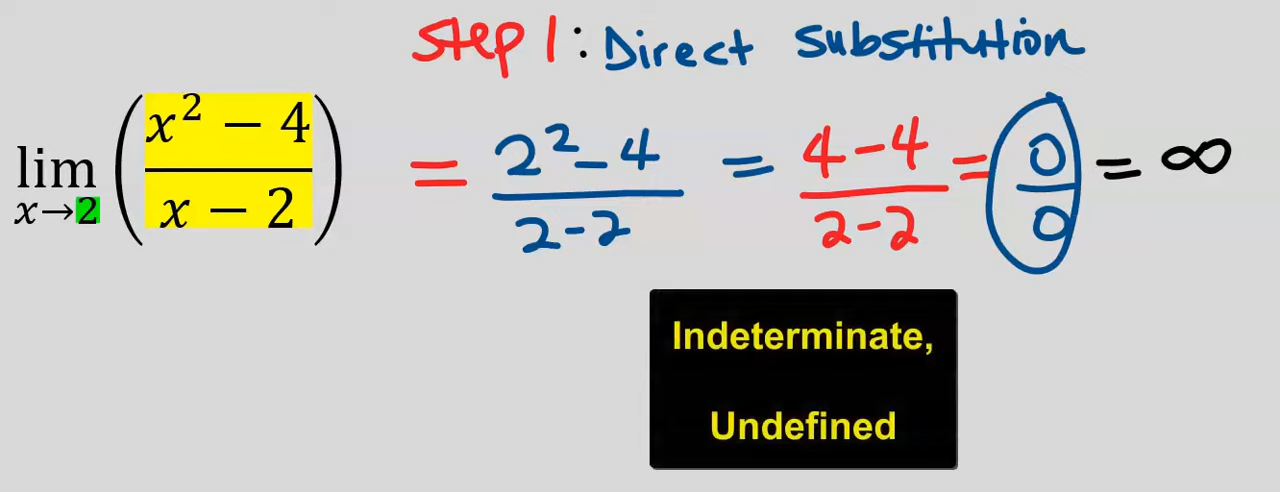 Step 1: Direct Substitution
lim x→2 (x² − 4 / x − 2) = 2² − 4 / 2 − 2 = 4 − 4 / 2 − 2 = 0 / 0 = ∞
Indeterminate,
Undefined